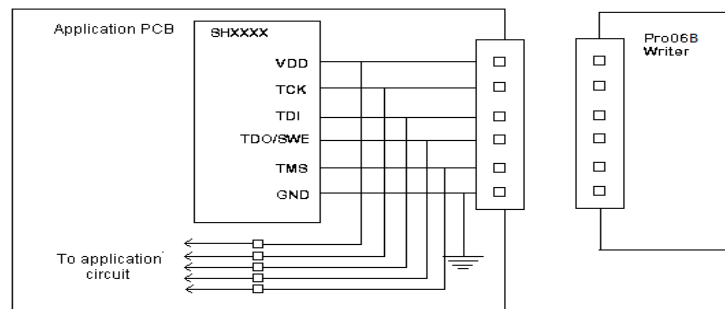 Application PCB
SHXXXX
VDD
TCK
TDI
TDO/SWE
TMS
GND
To application
circuit
Pro06B
Writer